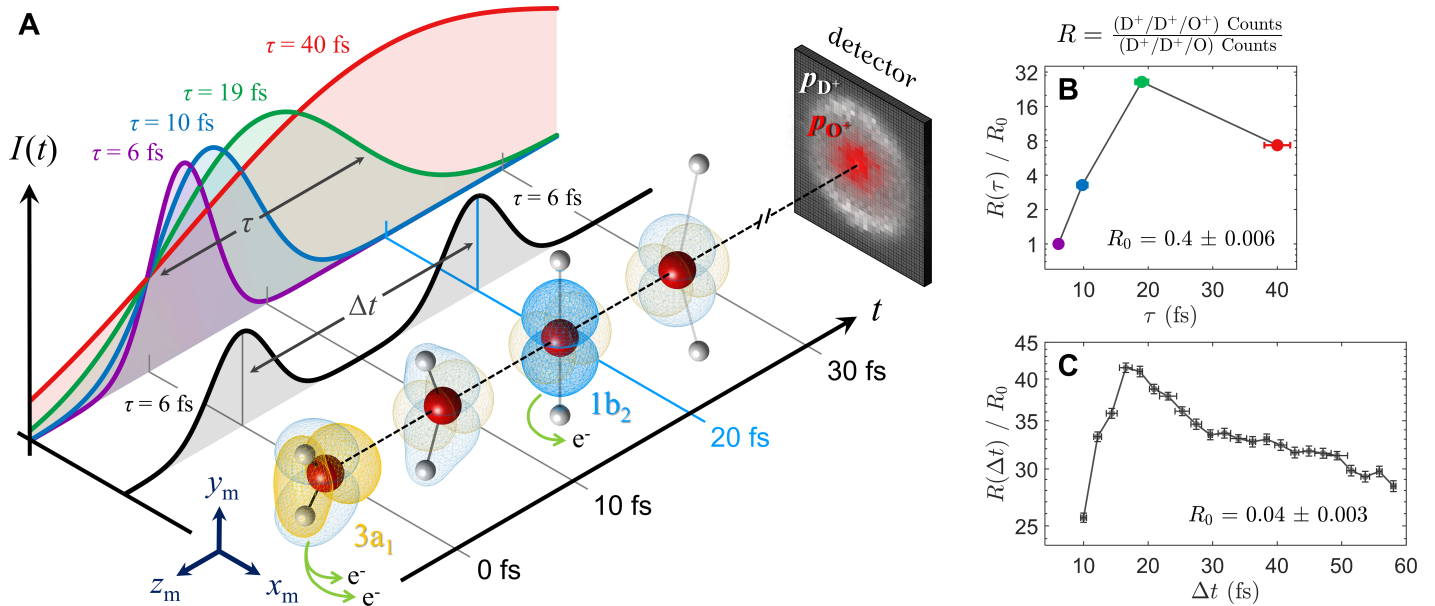 A
τ = 40 fs
τ = 19 fs
τ = 10 fs
τ = 6 fs
I(t)
τ
Δt
τ = 6 fs
τ = 6 fs
detector
p_D⁺
p_O⁺
t
30 fs
20 fs
10 fs
0 fs
1b₂
e⁻
3a₁
e⁻
e⁻
yₘ
zₘ
xₘ
R = (D⁺/D⁺/O⁺) Counts
(D⁺/D⁺/O) Counts
B
R(τ) / R₀
32
16
8
4
2
1
R₀ = 0.4 ± 0.006
10 20 30 40
τ (fs)
C
R(Δt) / R₀
45
40
35
30
25
R₀ = 0.04 ± 0.003
10 20 30 40 50 60
Δt (fs)